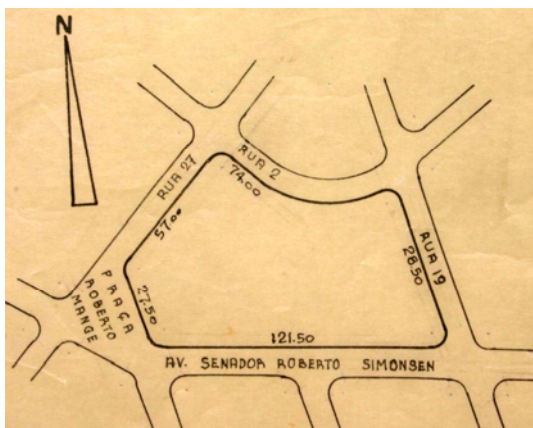 N
RUA 27
RUA 2
74.00
57.00
28.50
RUA 19
27.50
PRAÇA
ROBERTO
MANGE
121.50
AV. SENADOR ROBERTO SIMONSEN